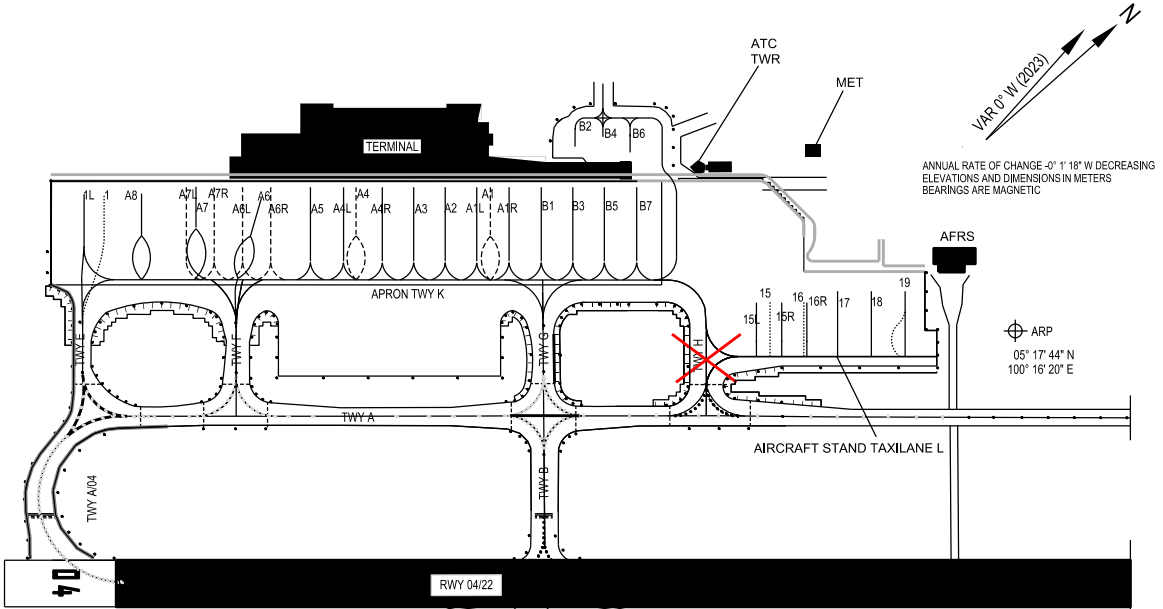 N
VAR 0° W (2023)
ATC
TWR
MET
ANNUAL RATE OF CHANGE -0° 1' 18" W DECREASING
ELEVATIONS AND DIMENSIONS IN METERS
BEARINGS ARE MAGNETIC
B2
B4
B6
TERMINAL
1L
1
A8
A7L
A7R
A7
A6
A6L
A6R
A5
A4
A4L
A4R
A3
A2
A1
A1L
A1R
B1
B3
B5
B7
AFRS
APRON TWY K
15
15L
15R
16
16R
17
18
19
ARP
05° 17' 44" N
100° 16' 20" E
TWY E
TWY F
TWY G
TWY H
TWY A
AIRCRAFT STAND TAXILANE L
TWY A/04
TWY B
04
RWY 04/22